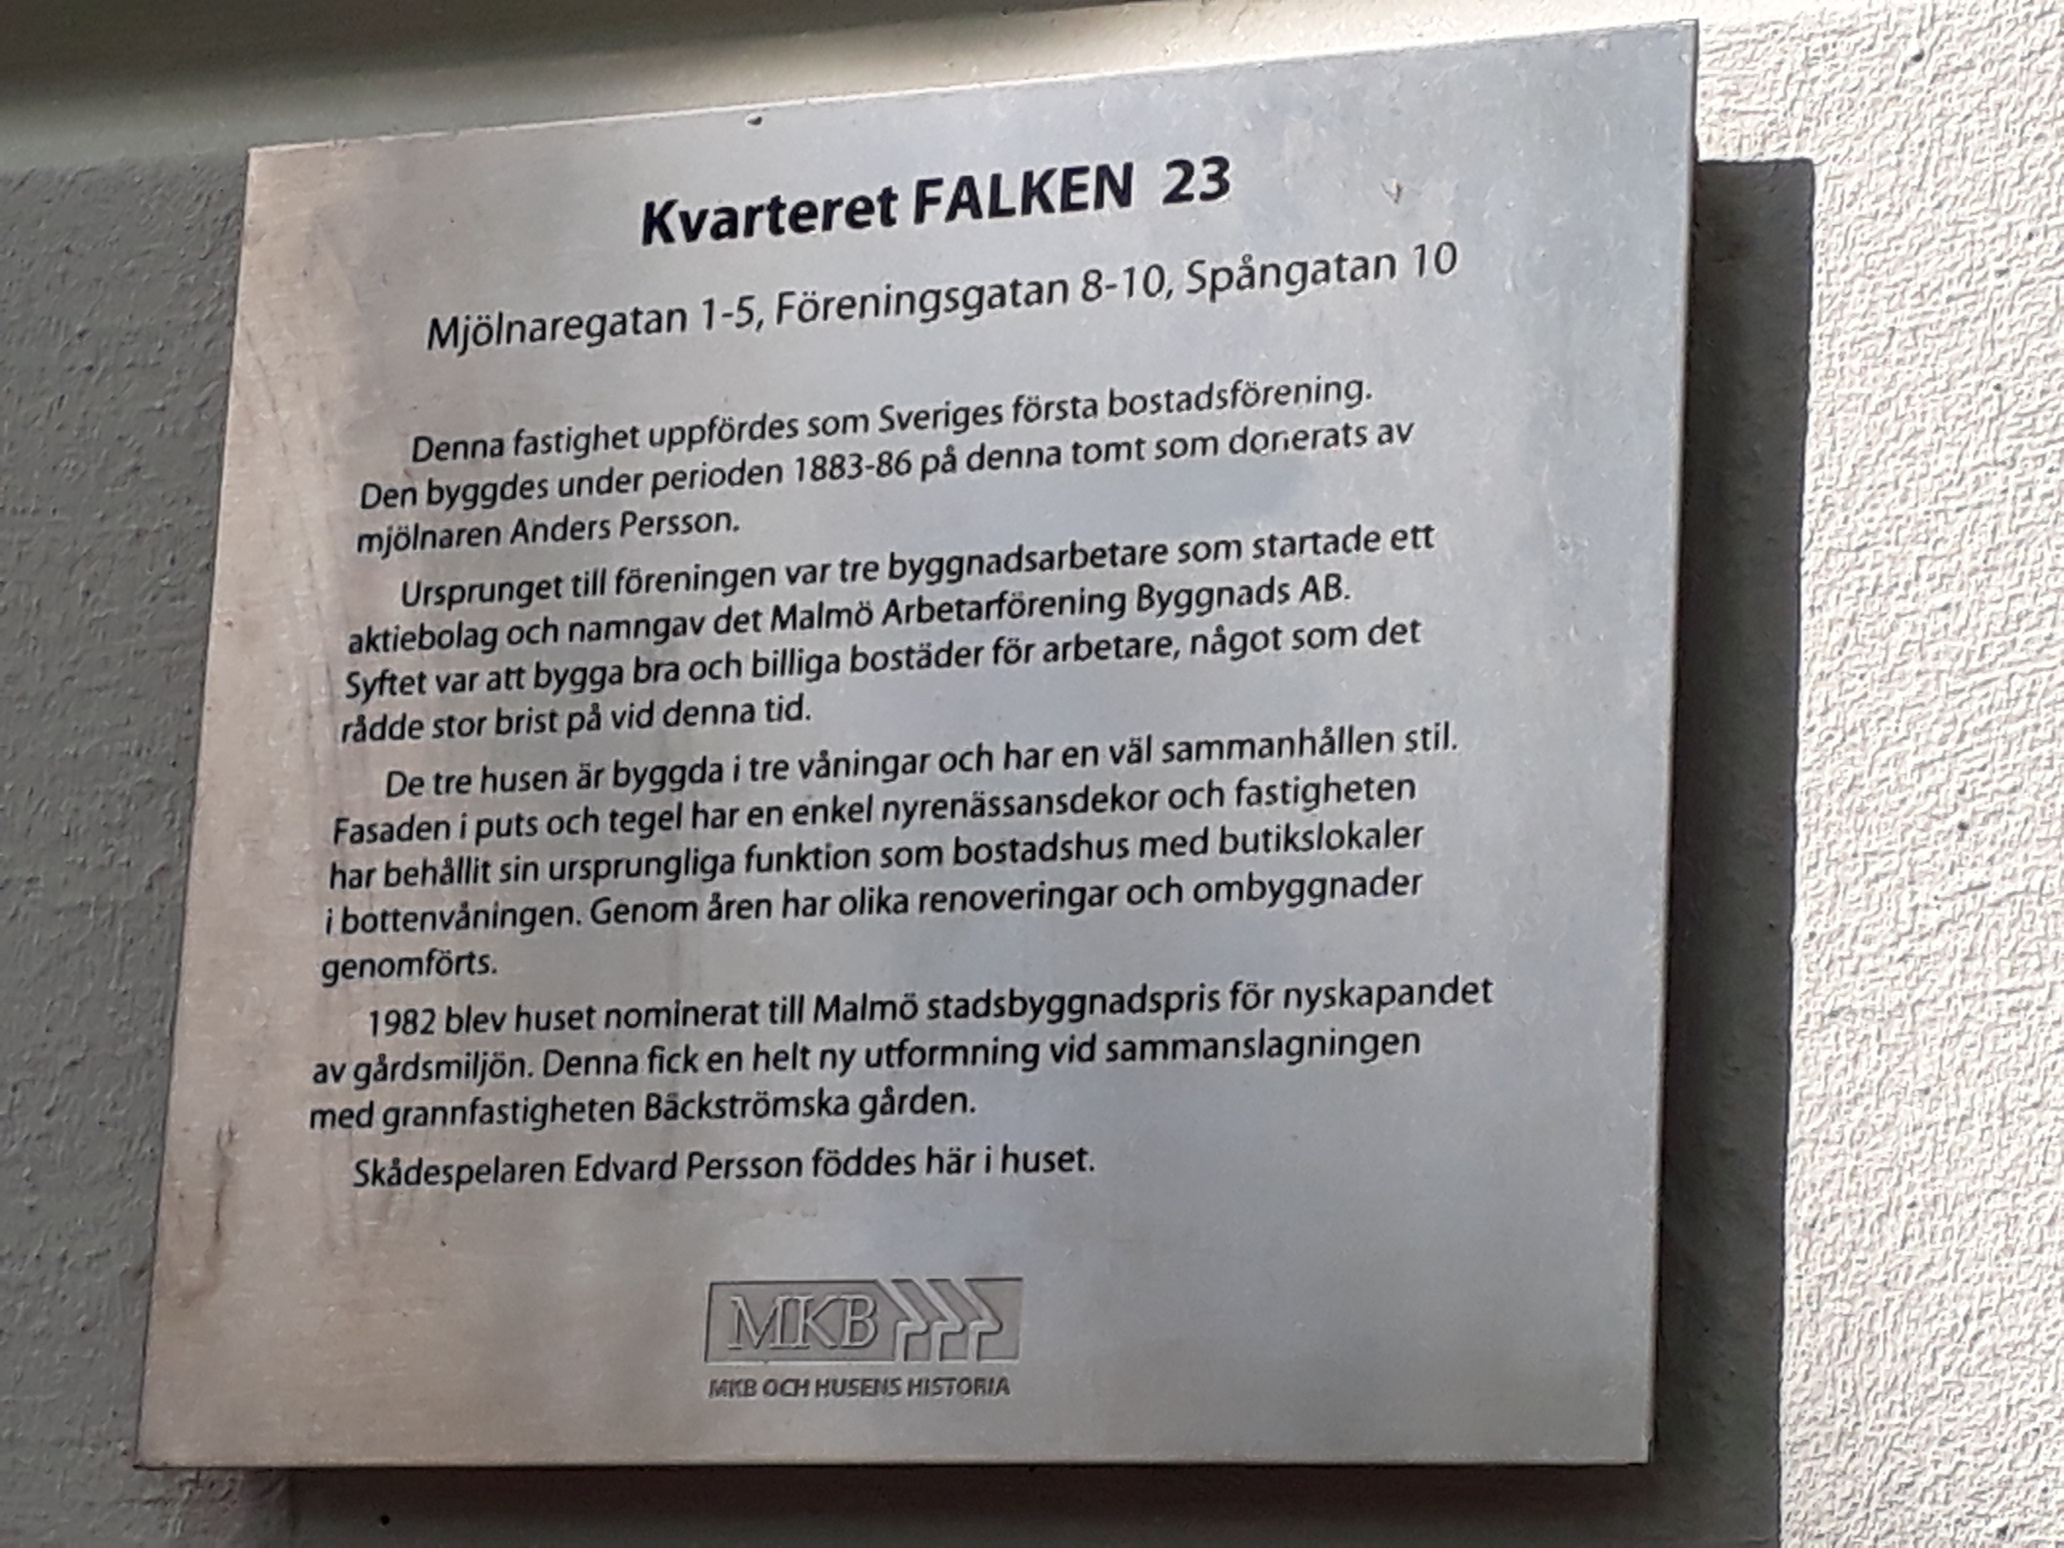 Kvarteret FALKEN 23
Mjölnaregatan 1-5, Föreningsgatan 8-10, Spångatan 10
Denna fastighet uppfördes som Sveriges första bostadsförening.
Den byggdes under perioden 1883-86 på denna tomt som donerats av
mjölnaren Anders Persson.
Ursprunget till föreningen var tre byggnadsarbetare som startade ett
aktiebolag och namngav det Malmö Arbetarförening Byggnads AB.
Syftet var att bygga bra och billiga bostäder för arbetare, något som det
rådde stor brist på vid denna tid.
De tre husen är byggda i tre våningar och har en väl sammanhållen stil.
Fasaden i puts och tegel har en enkel nyrenässansdekor och fastigheten
har behållit sin ursprungliga funktion som bostadshus med butikslokaler
i bottenvåningen. Genom åren har olika renoveringar och ombyggnader
genomförts.
1982 blev huset nominerat till Malmö stadsbyggnadspris för nyskapandet
av gårdsmiljön. Denna fick en helt ny utformning vid sammanslagningen
med grannfastigheten Bäckströmska gården.
Skådespelaren Edvard Persson föddes här i huset.
MKB
MKB OCH HUSENS HISTORIA